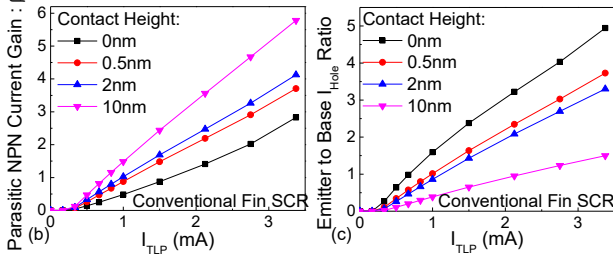 Parasitic NPN Current Gain :
Contact Height:
0nm
0.5nm
2nm
10nm
6
5
4
3
2
1
0
Conventional Fin SCR
0 1 2 3
(b)
I_TLP (mA)
Emitter to Base I_Hole Ratio
Contact Height:
0nm
0.5nm
2nm
10nm
5
4
3
2
1
0
Conventional Fin SCR
0 1 2 3
(c)
I_TLP (mA)